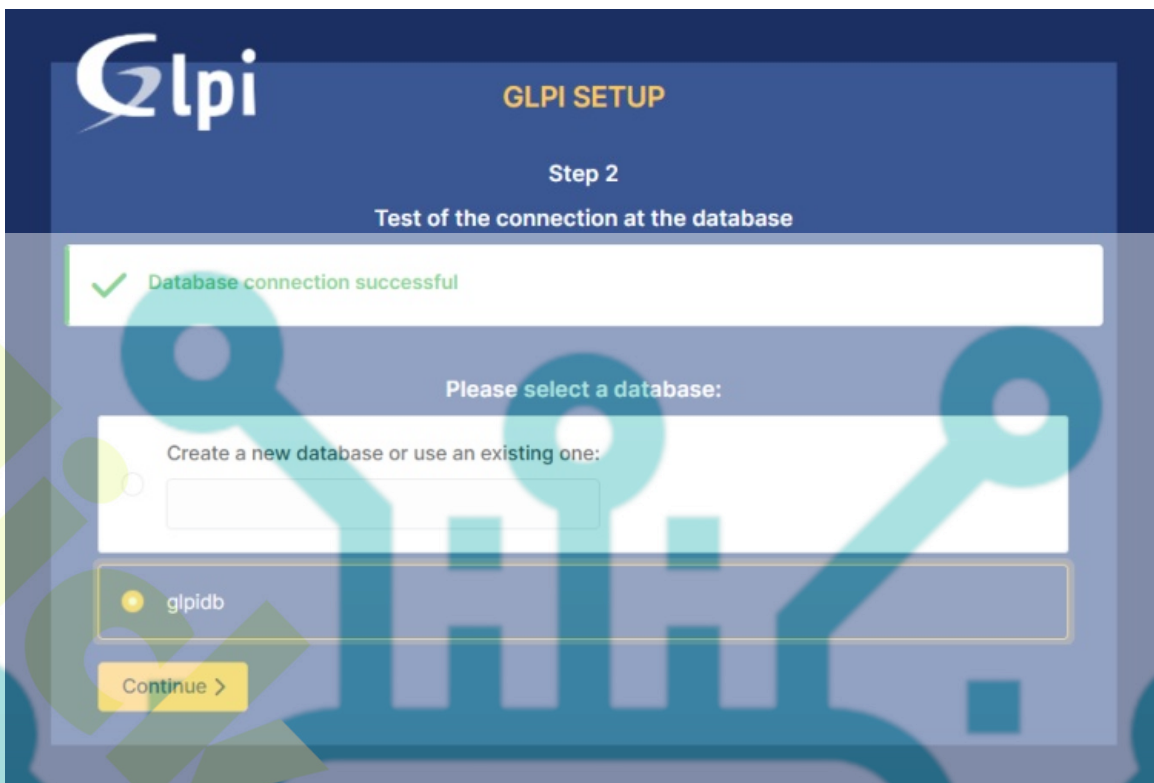 Glpi
GLPI SETUP
Step 2
Test of the connection at the database
Database connection successful
Please select a database:
Create a new database or use an existing one:
glpidb
Continue >